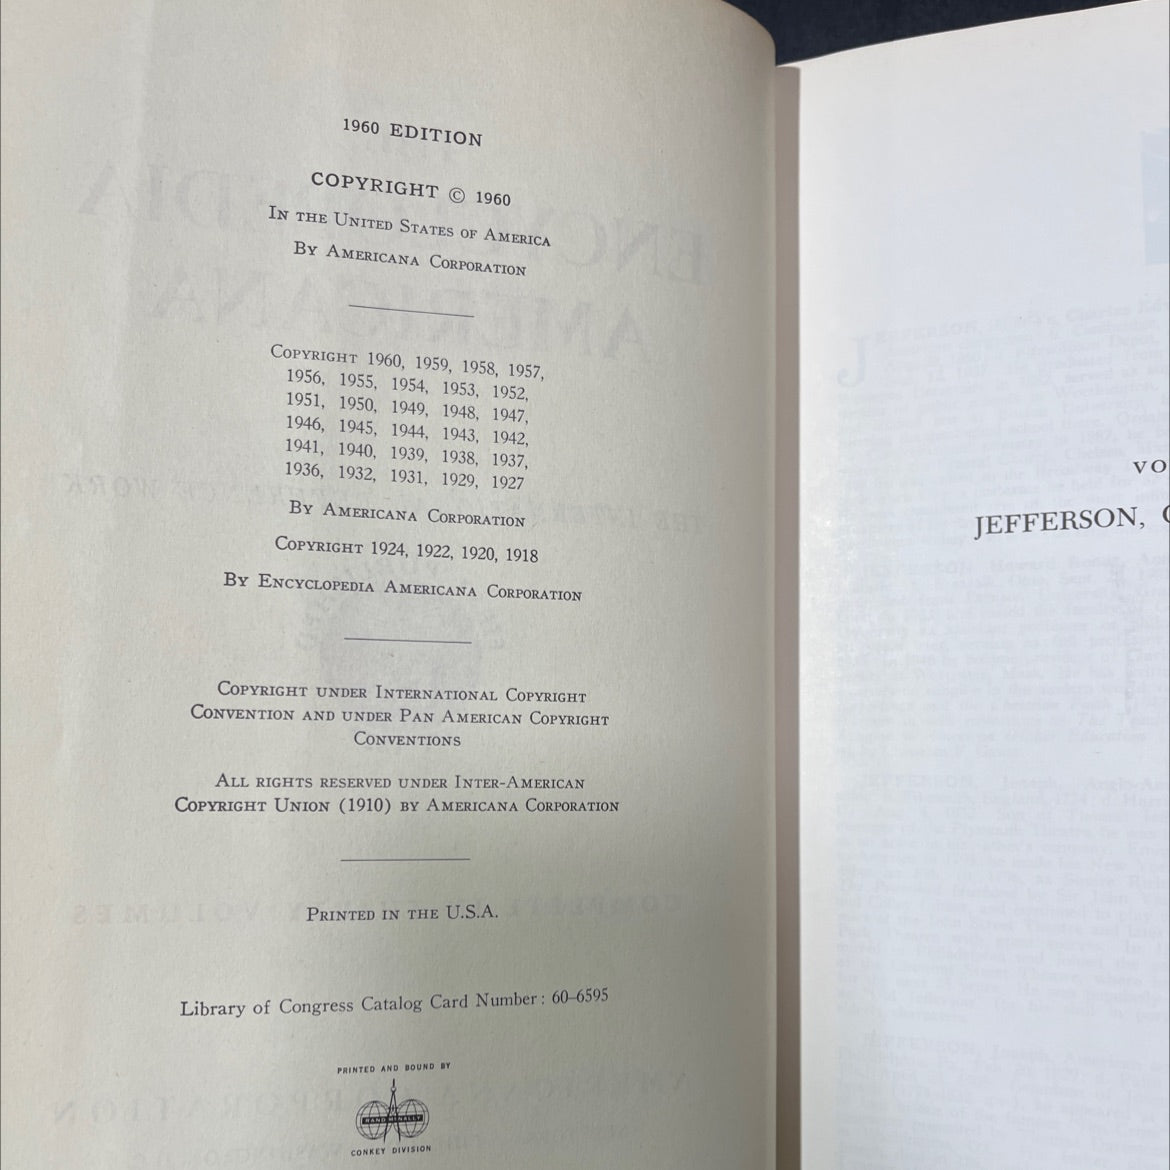 1960 EDITION
COPYRIGHT © 1960
IN THE UNITED STATES OF AMERICA
BY AMERICANA CORPORATION
COPYRIGHT 1960, 1959, 1958, 1957,
1956, 1955, 1954, 1953, 1952,
1951, 1950, 1949, 1948, 1947,
1946, 1945, 1944, 1943, 1942,
1941, 1940, 1939, 1938, 1937,
1936, 1932, 1931, 1929, 1927
BY AMERICANA CORPORATION
COPYRIGHT 1924, 1922, 1920, 1918
BY ENCYCLOPEDIA AMERICANA CORPORATION
COPYRIGHT UNDER INTERNATIONAL COPYRIGHT
CONVENTION AND UNDER PAN AMERICAN COPYRIGHT
CONVENTIONS
ALL RIGHTS RESERVED UNDER INTER-AMERICAN
COPYRIGHT UNION (1910) BY AMERICANA CORPORATION
PRINTED IN THE U.S.A.
Library of Congress Catalog Card Number: 60-6595
PRINTED AND BOUND BY
RAND MCNALLY
CONKEY DIVISION
VO
JEFFERSON,